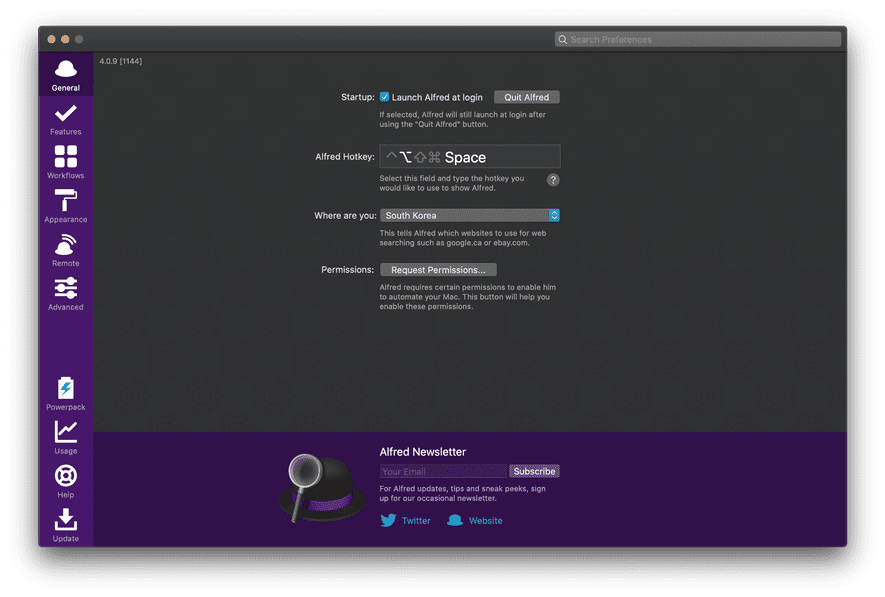 Search Preferences
4.0.9 [1144]
General
Features
Workflows
Appearance
Remote
Advanced
Powerpack
Usage
Help
Update
Startup: Launch Alfred at login Quit Alfred
If selected, Alfred will still launch at login after
using the "Quit Alfred" button.
Alfred Hotkey: ^⌥⇧⌘ Space
Select this field and type the hotkey you
would like to use to show Alfred.
?
Where are you: South Korea
This tells Alfred which websites to use for web
searching such as google.ca or ebay.com.
Permissions: Request Permissions...
Alfred requires certain permissions to enable him
to automate your Mac. This button will help you
enable these permissions.
Alfred Newsletter
Your Email Subscribe
For Alfred updates, tips and sneak peeks, sign
up for our occasional newsletter.
Twitter Website